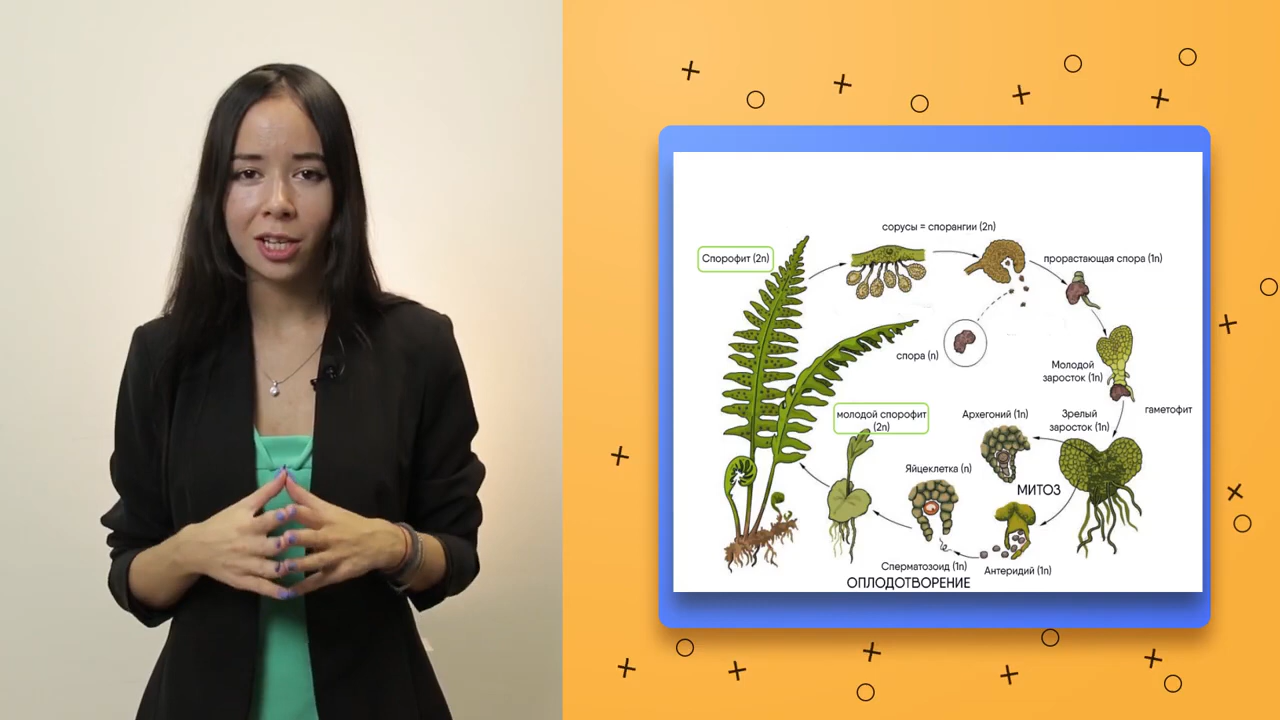 сорусы = спорангии (2n)
Спорофит (2n)
прорастающая спора (1n)
спора (n)
Молодой
заросток (1n)
гаметофит
молодой спорофит
(2n)
Архегоний (1n)
Зрелый
заросток (1n)
Яйцеклетка (n)
МИТОЗ
Сперматозоид (1n)
Антеридий (1n)
ОПЛОДОТВОРЕНИЕ